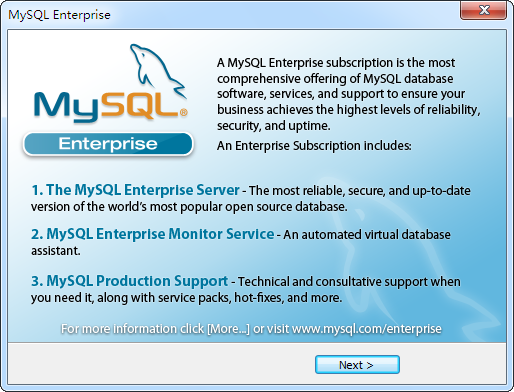 MySQL Enterprise
MySQL®
Enterprise
A MySQL Enterprise subscription is the most
comprehensive offering of MySQL database
software, services, and support to ensure your
business achieves the highest levels of reliability,
security, and uptime.
An Enterprise Subscription includes:
1. The MySQL Enterprise Server - The most reliable, secure, and up-to-date
version of the world's most popular open source database.
2. MySQL Enterprise Monitor Service - An automated virtual database
assistant.
3. MySQL Production Support - Technical and consultative support when
you need it, along with service packs, hot-fixes, and more.
For more information click [More...] or visit www.mysql.com/enterprise
Next >